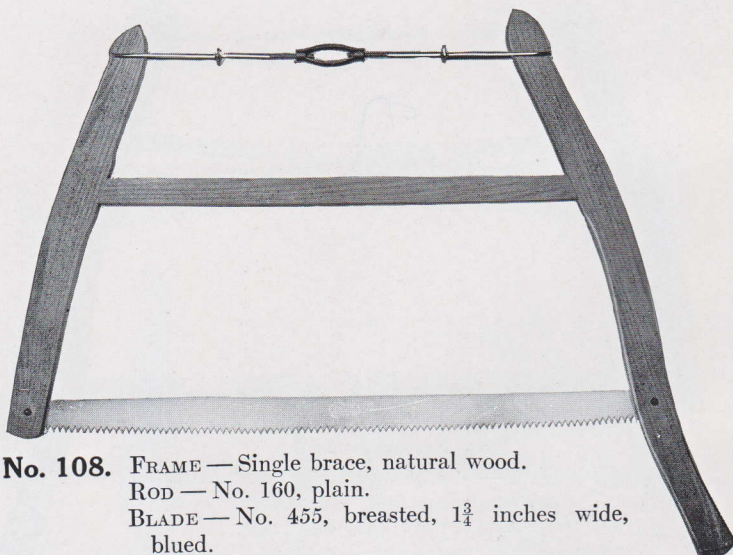 No. 108. FRAME — Single brace, natural wood.
ROD — No. 160, plain.
BLADE — No. 455, breasted, 1¾ inches wide,
blued.